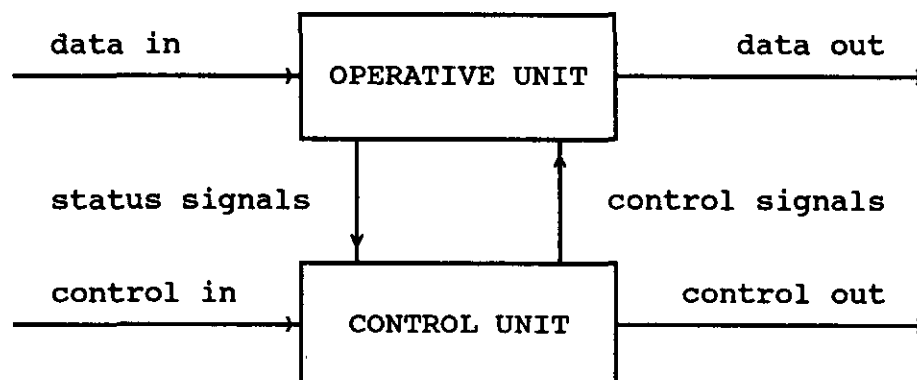 data in
data out
OPERATIVE UNIT
status signals
control signals
control in
control out
CONTROL UNIT